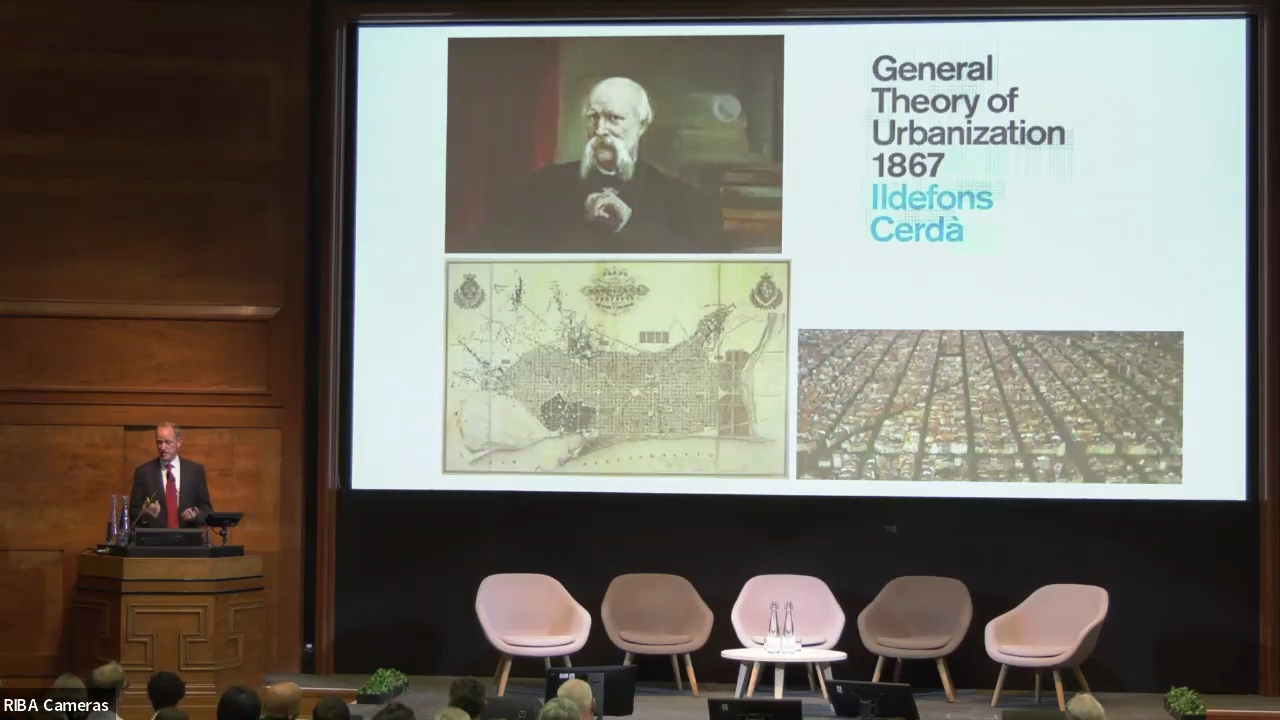 General
Theory of
Urbanization
1867
Ildefons
Cerdà
RIBA Cameras